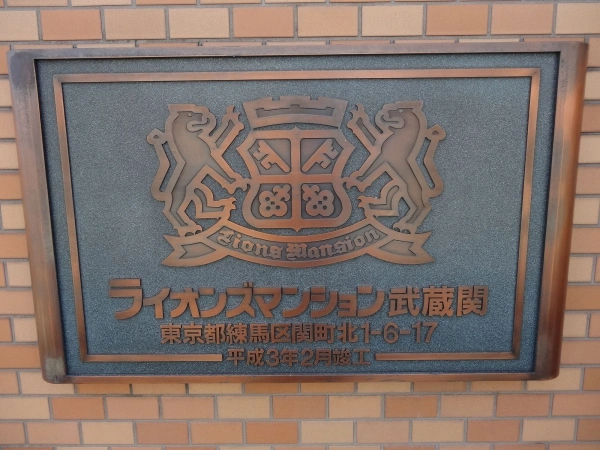 Lions Mansion
ライオンズマンション武蔵関
東京都練馬区関町北1-6-17
平成3年2月竣工